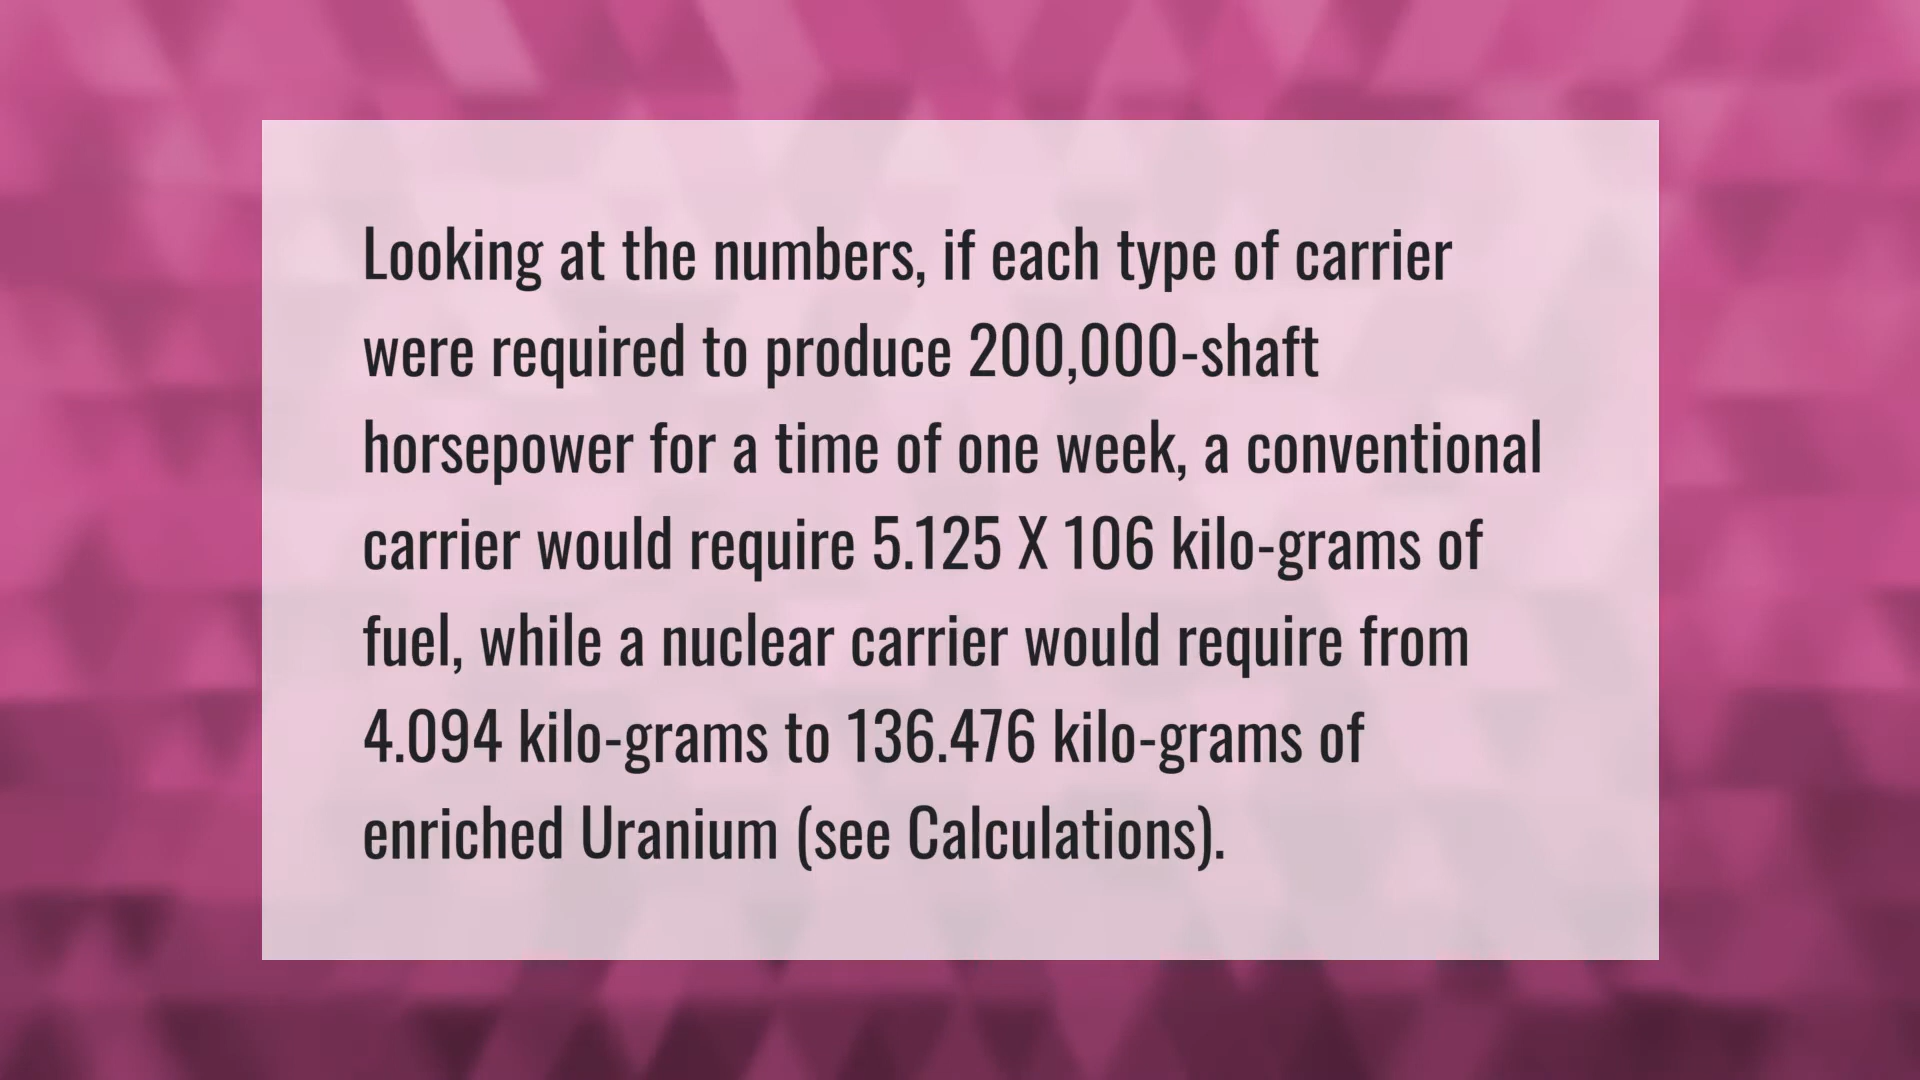 Looking at the numbers, if each type of carrier
were required to produce 200,000-shaft
horsepower for a time of one week, a conventional
carrier would require 5.125 X 106 kilo-grams of
fuel, while a nuclear carrier would require from
4.094 kilo-grams to 136.476 kilo-grams of
enriched Uranium (see Calculations).